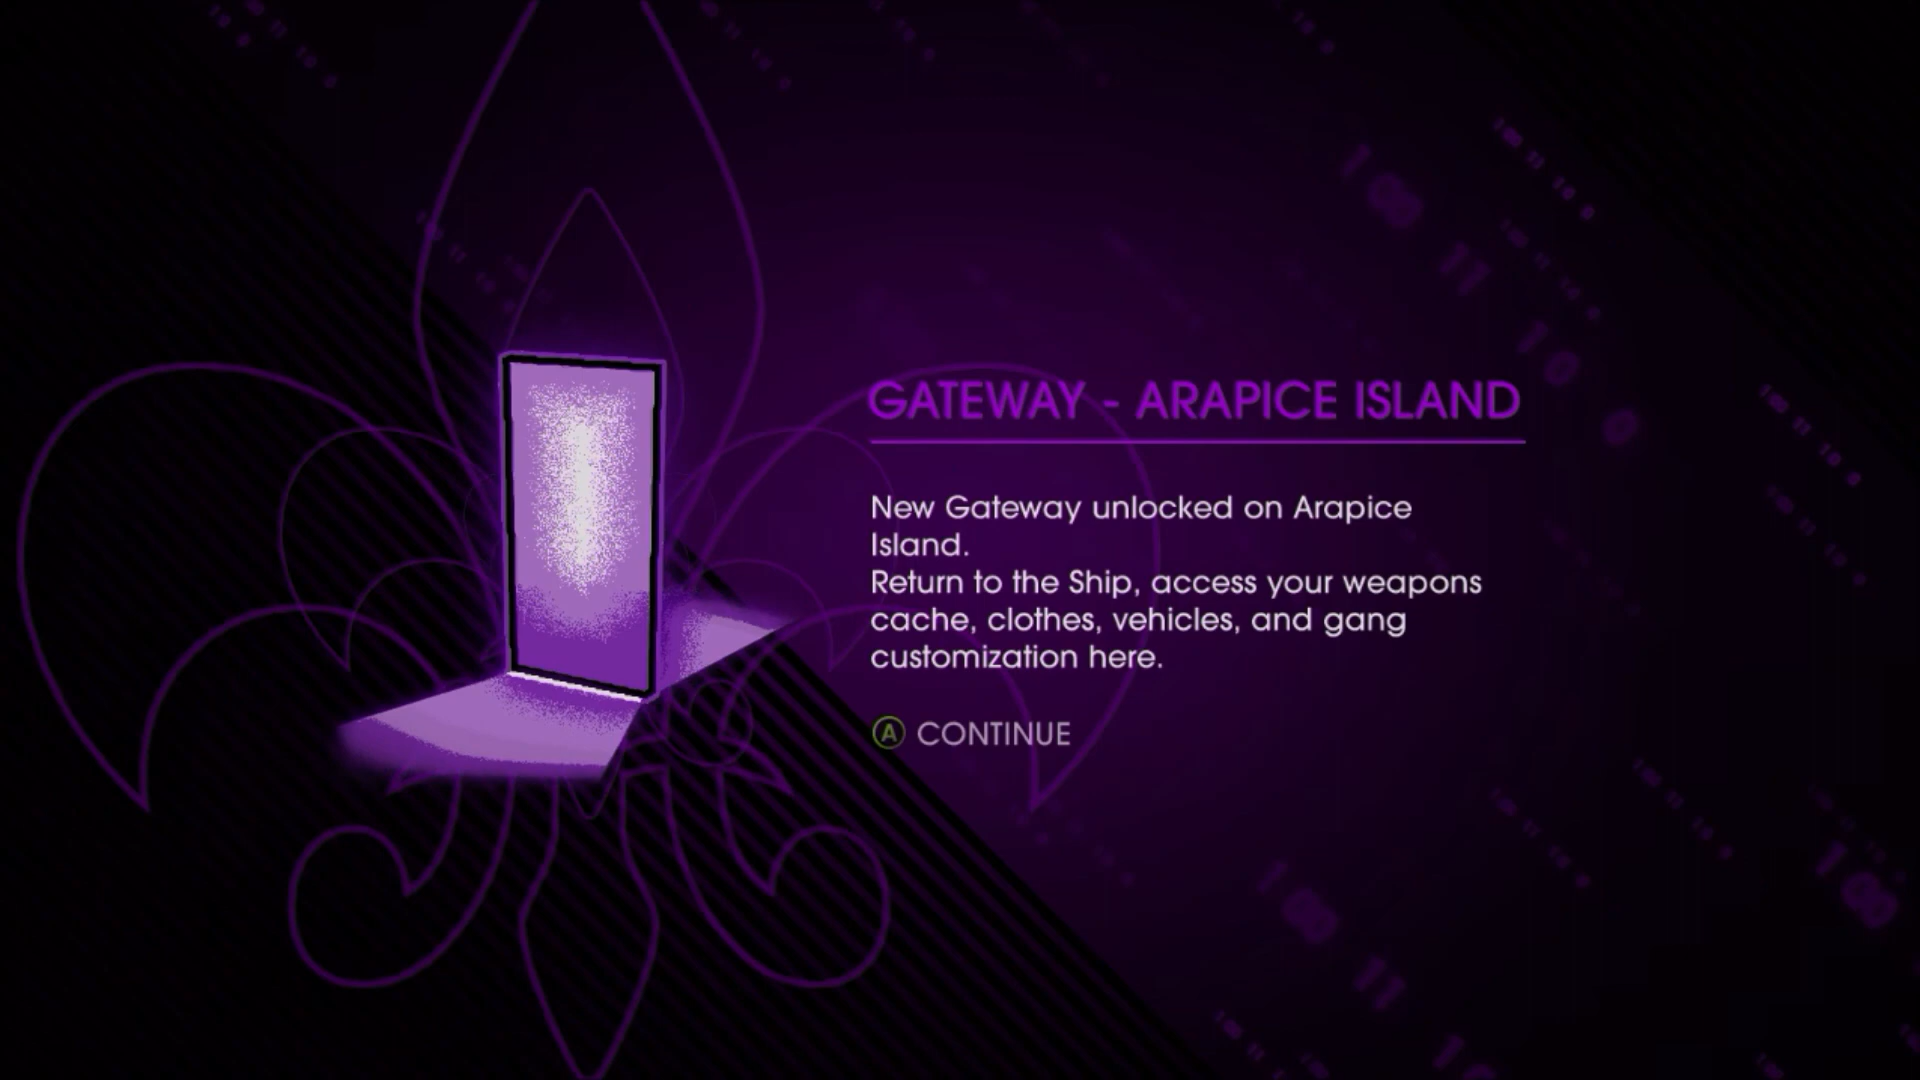 GATEWAY - ARAPICE ISLAND
New Gateway unlocked on Arapice
Island.
Return to the Ship, access your weapons
cache, clothes, vehicles, and gang
customization here.
A CONTINUE